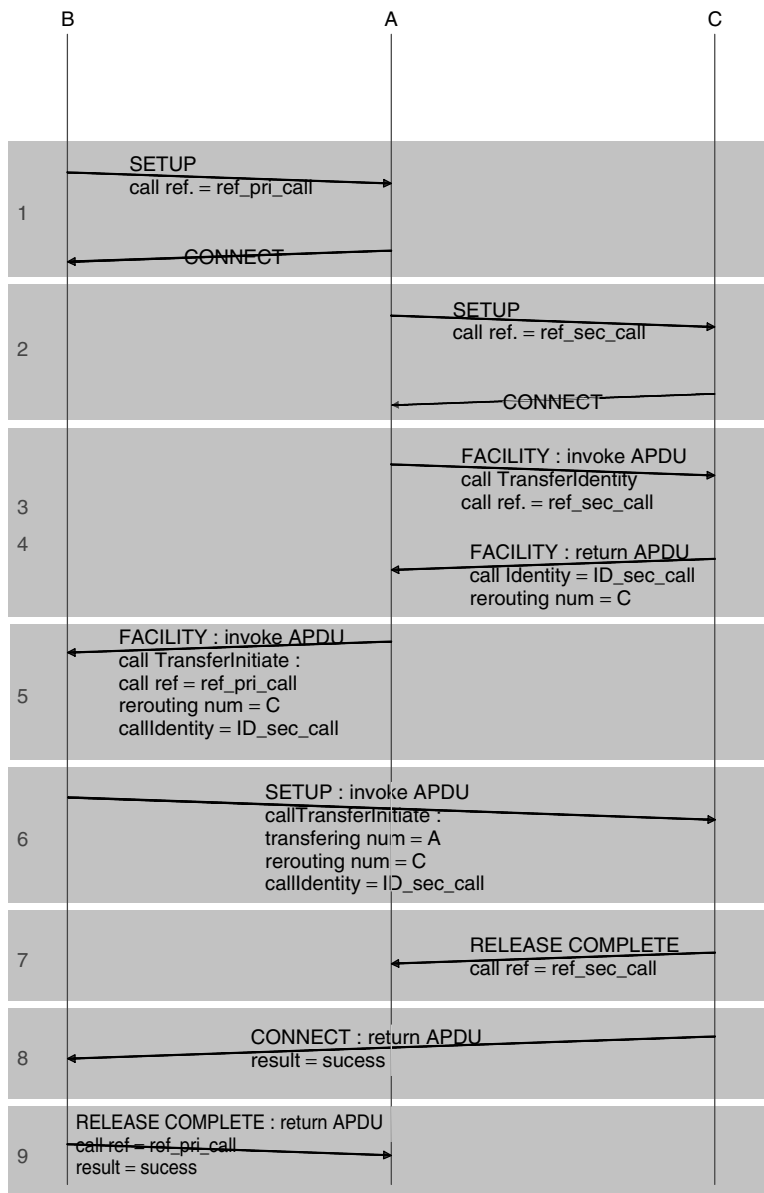 B
A
C
1
SETUP
call ref. = ref_pri_call
CONNECT
2
SETUP
call ref. = ref_sec_call
CONNECT
3
FACILITY : invoke APDU
call TransferIdentity
call ref. = ref_sec_call
4
FACILITY : return APDU
call Identity = ID_sec_call
rerouting num = C
5
FACILITY : invoke APDU
call TransferInitiate :
call ref = ref_pri_call
rerouting num = C
callIdentity = ID_sec_call
6
SETUP : invoke APDU
callTransferInitiate :
transfering num = A
rerouting num = C
callIdentity = ID_sec_call
7
RELEASE COMPLETE
call ref = ref_sec_call
8
CONNECT : return APDU
result = sucess
9
RELEASE COMPLETE : return APDU
call ref = ref_pri_call
result = sucess